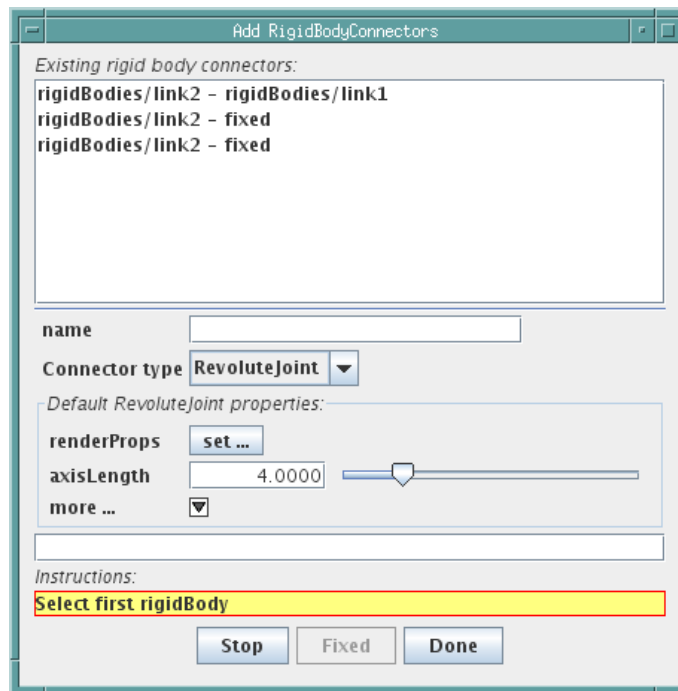 Add RigidBodyConnectors
Existing rigid body connectors:
rigidBodies/link2 - rigidBodies/link1
rigidBodies/link2 - fixed
rigidBodies/link2 - fixed
name
Connector type RevoluteJoint
Default RevoluteJoint properties:
renderProps set ...
axisLength 4.0000
more ...
Instructions:
Select first rigidBody
Stop Fixed Done